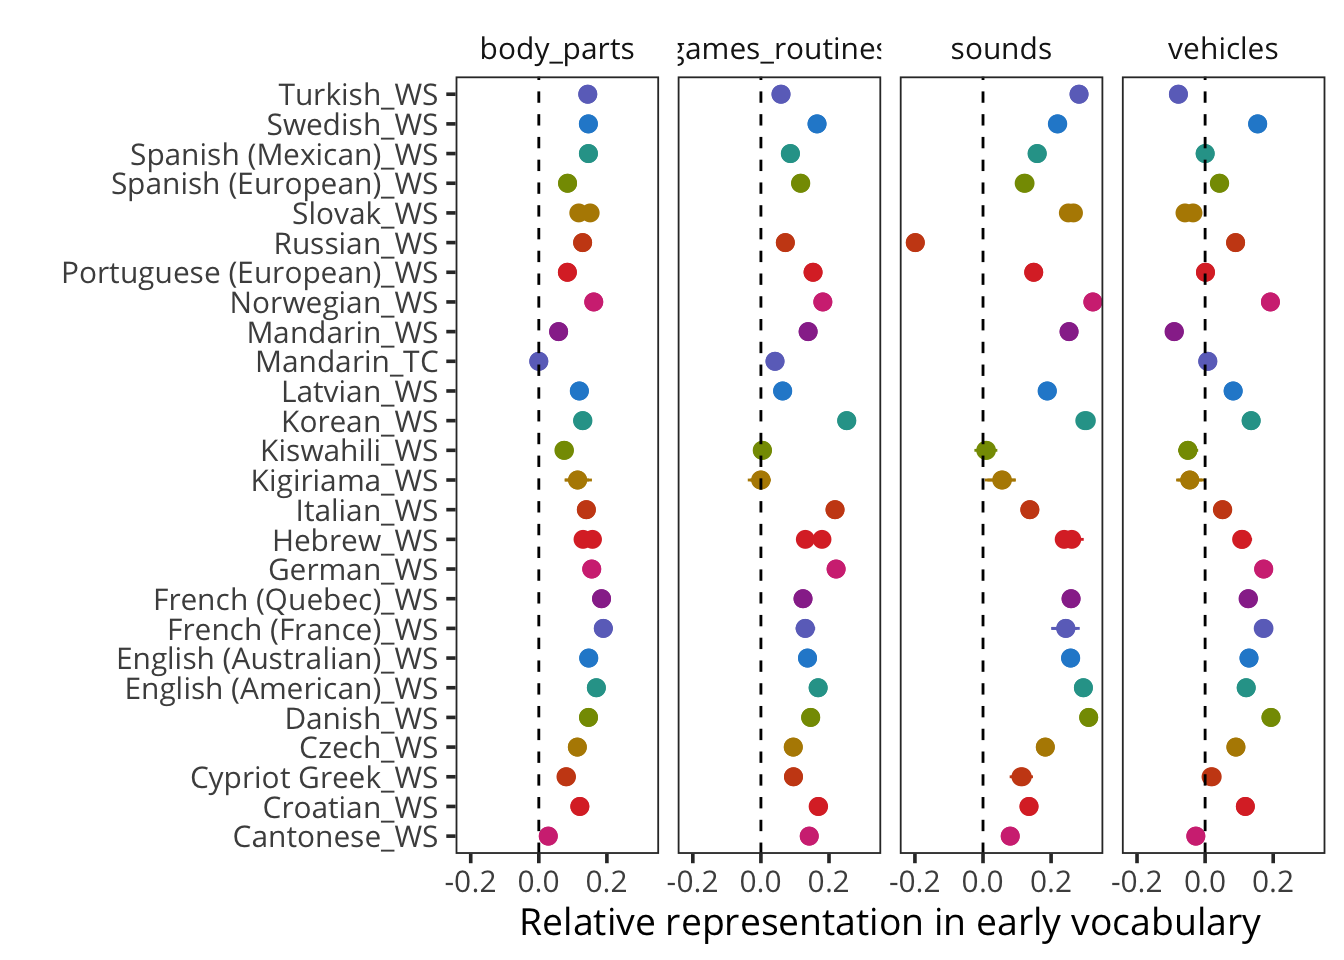 body_parts games_routines sounds vehicles
Turkish_WS
Swedish_WS
Spanish (Mexican)_WS
Spanish (European)_WS
Slovak_WS
Russian_WS
Portuguese (European)_WS
Norwegian_WS
Mandarin_WS
Mandarin_TC
Latvian_WS
Korean_WS
Kiswahili_WS
Kigiriama_WS
Italian_WS
Hebrew_WS
German_WS
French (Quebec)_WS
French (France)_WS
English (Australian)_WS
English (American)_WS
Danish_WS
Czech_WS
Cypriot Greek_WS
Croatian_WS
Cantonese_WS
-0.2 0.0 0.2 -0.2 0.0 0.2 -0.2 0.0 0.2 -0.2 0.0 0.2
Relative representation in early vocabulary